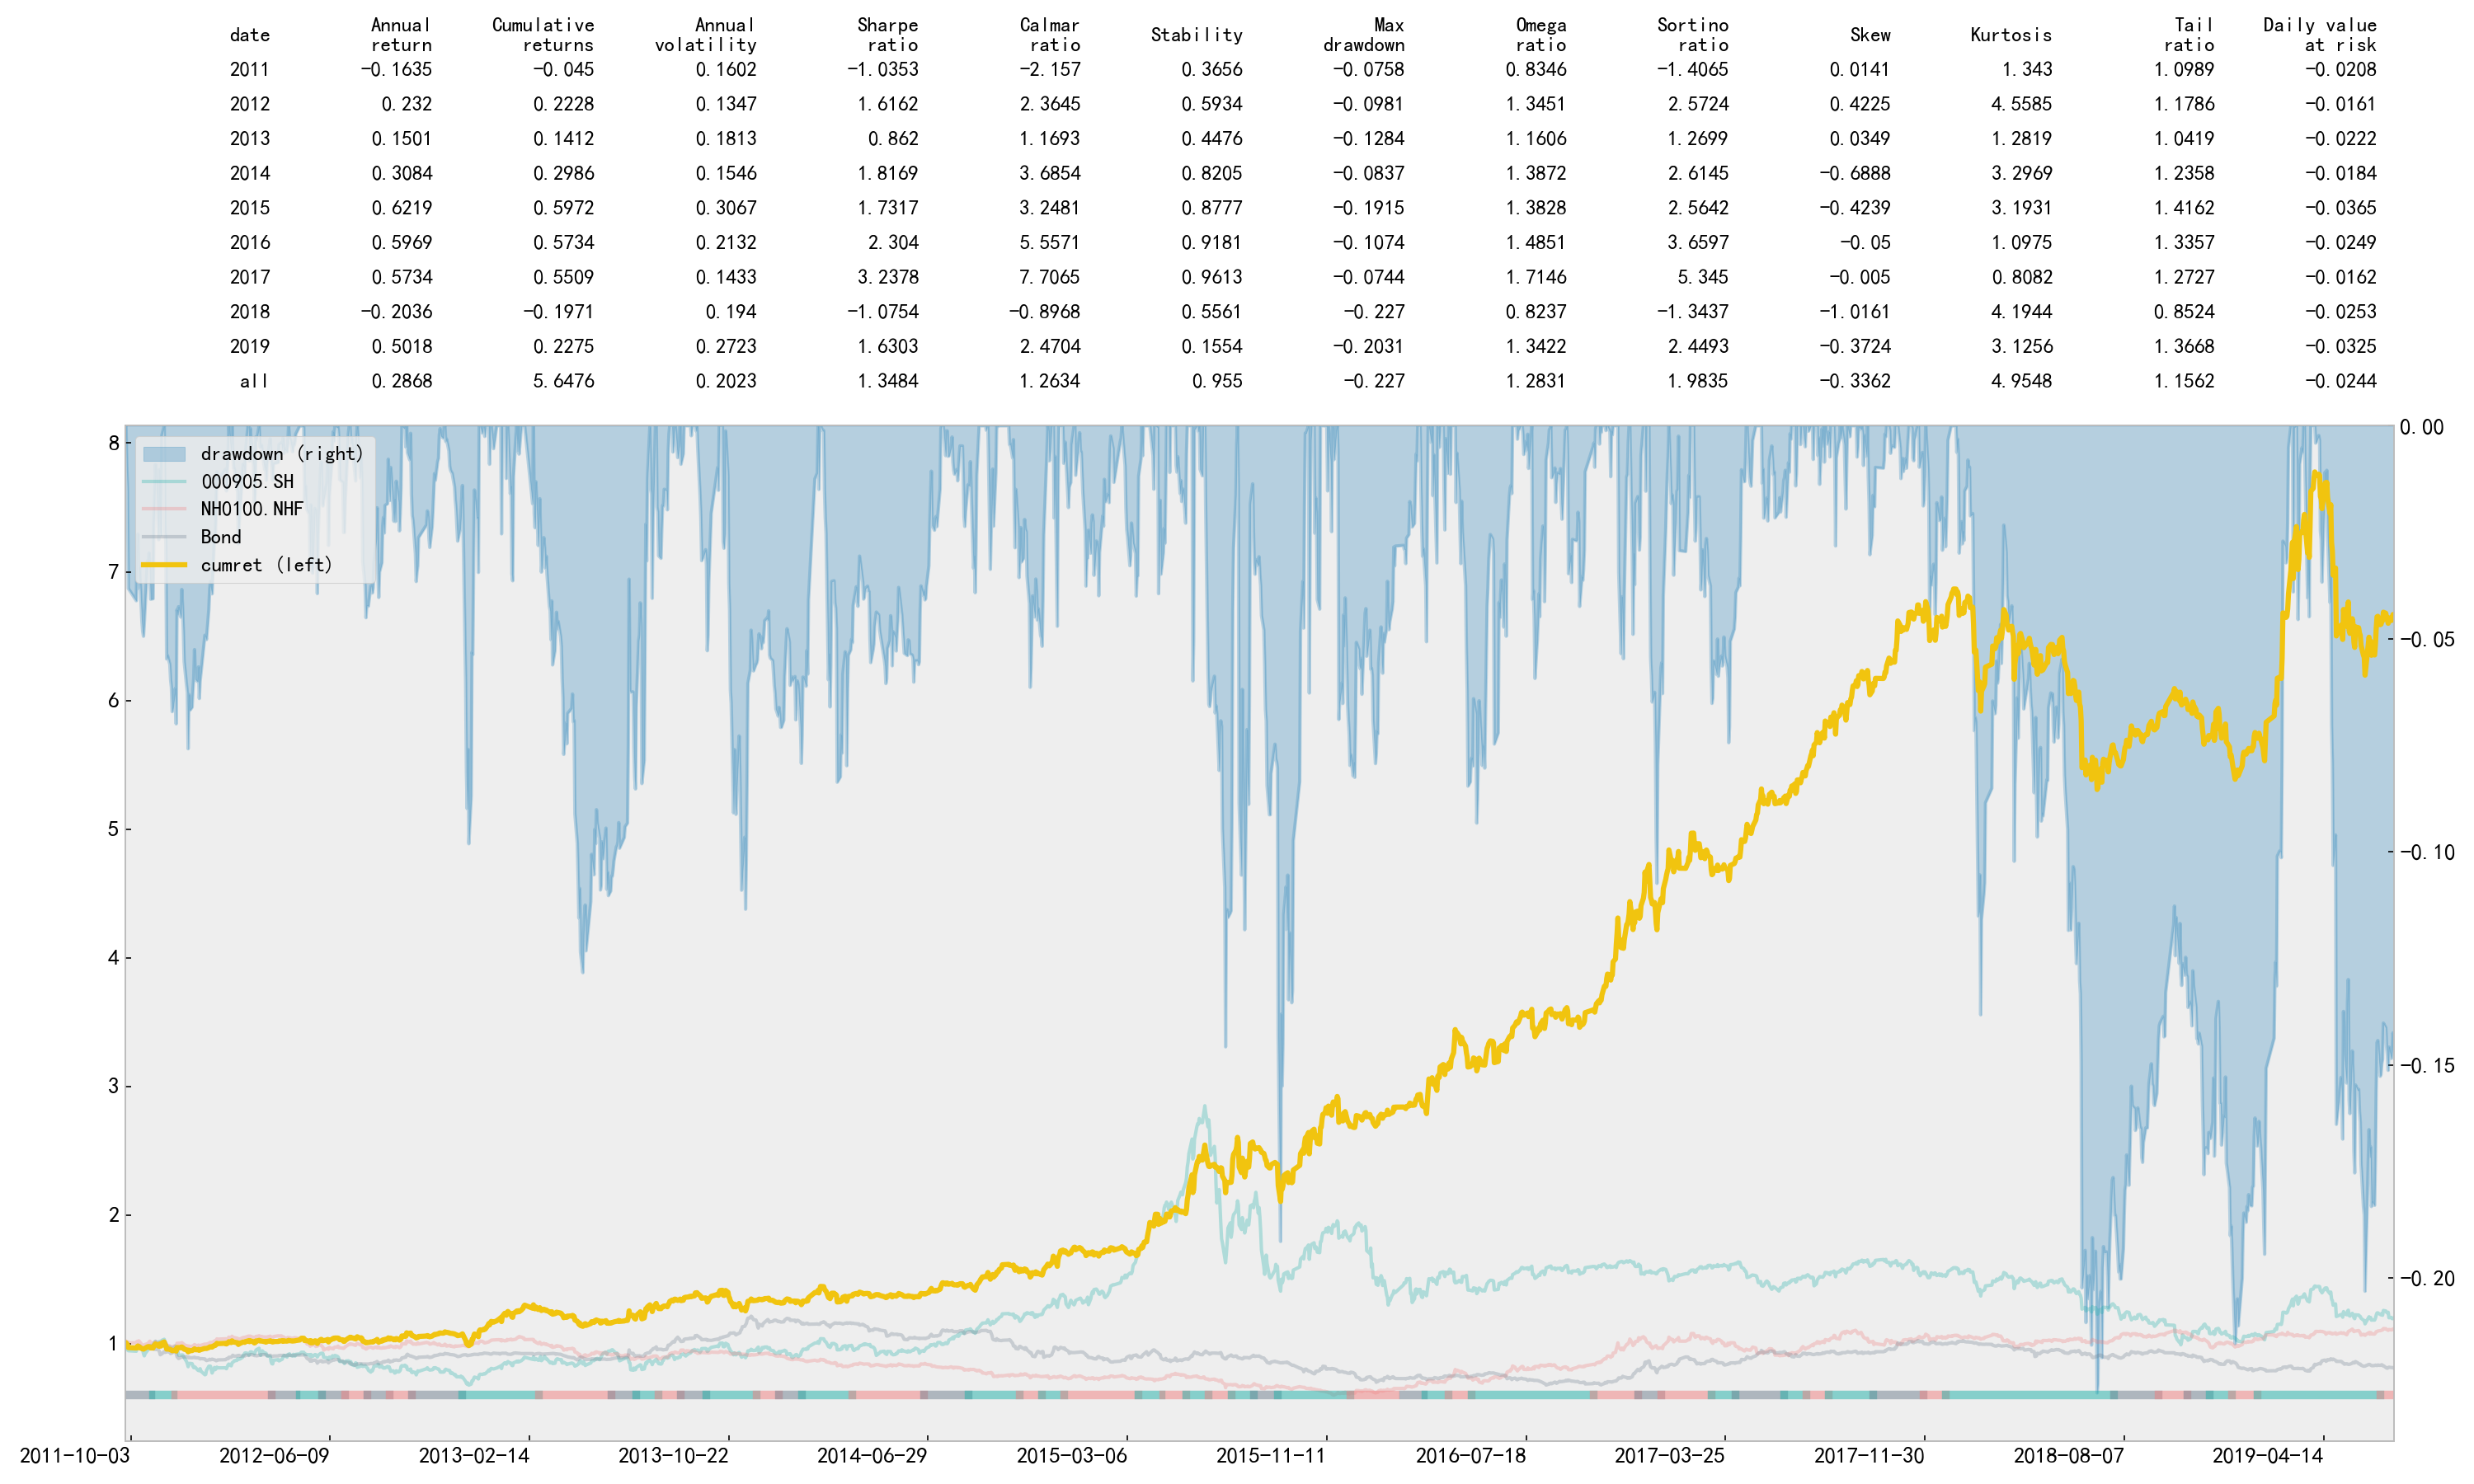 date Annual return Cumulative returns Annual volatility Sharpe ratio Calmar ratio Stability Max drawdown Omega ratio Sortino ratio Skew Kurtosis Tail ratio Daily value at risk
2011 -0.1635 -0.045 0.1602 -1.0353 -2.157 0.3656 -0.0758 0.8346 -1.4065 0.0141 1.343 1.0989 -0.0208
2012 0.232 0.2228 0.1347 1.6162 2.3645 0.5934 -0.0981 1.3451 2.5724 0.4225 4.5585 1.1786 -0.0161
2013 0.1501 0.1412 0.1813 0.862 1.1693 0.4476 -0.1284 1.1606 1.2699 0.0349 1.2819 1.0419 -0.0222
2014 0.3084 0.2986 0.1546 1.8169 3.6854 0.8205 -0.0837 1.3872 2.6145 -0.6888 3.2969 1.2358 -0.0184
2015 0.6219 0.5972 0.3067 1.7317 3.2481 0.8777 -0.1915 1.3828 2.5642 -0.4239 3.1931 1.4162 -0.0365
2016 0.5969 0.5734 0.2132 2.304 5.5571 0.9181 -0.1074 1.4851 3.6597 -0.05 1.0975 1.3357 -0.0249
2017 0.5734 0.5509 0.1433 3.2378 7.7065 0.9613 -0.0744 1.7146 5.345 -0.005 0.8082 1.2727 -0.0162
2018 -0.2036 -0.1971 0.194 -1.0754 -0.8968 0.5561 -0.227 0.8237 -1.3437 -1.0161 4.1944 0.8524 -0.0253
2019 0.5018 0.2275 0.2723 1.6303 2.4704 0.1554 -0.2031 1.3422 2.4493 -0.3724 3.1256 1.3668 -0.0325
all 0.2868 5.6476 0.2023 1.3484 1.2634 0.955 -0.227 1.2831 1.9835 -0.3362 4.9548 1.1562 -0.0244
drawdown (right)
000905.SH
NH0100.NHF
Bond
cumret (left)
8
7
6
5
4
3
2
1
0.00
-0.05
-0.10
-0.15
-0.20
2011-10-03 2012-06-09 2013-02-14 2013-10-22 2014-06-29 2015-03-06 2015-11-11 2016-07-18 2017-03-25 2017-11-30 2018-08-07 2019-04-14